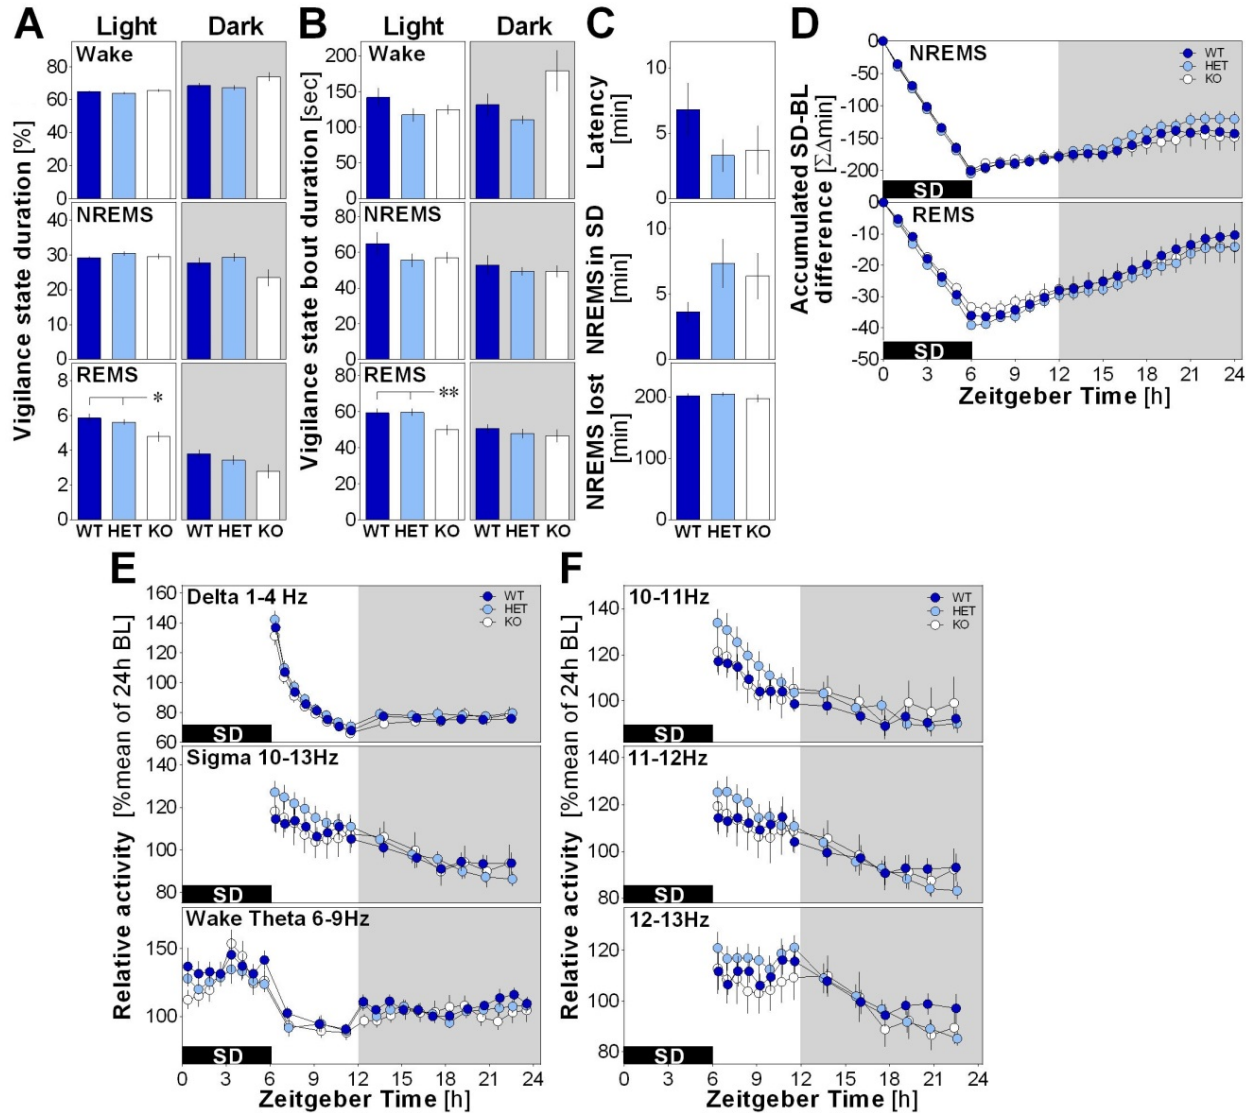 A
Light
Dark
Vigilance state duration [%]
Wake
80
60
40
20
0
NREMS
40
30
20
10
0
REMS
*
8
6
4
2
0
WT HET KO
WT HET KO
B
Light
Dark
Vigilance state bout duration [sec]
Wake
200
150
100
50
0
NREMS
80
60
40
20
0
REMS
**
80
60
40
20
0
WT HET KO
WT HET KO
C
Latency
[min]
10
5
0
NREMS in SD
[min]
10
5
0
NREMS lost
[min]
200
100
0
WT HET KO
D
Accumulated SD-BL
difference [ΣΔmin]
NREMS
WT
HET
KO
0
-50
-100
-150
-200
SD
REMS
0
-10
-20
-30
-40
-50
SD
0 3 6 9 12 15 18 21 24
Zeitgeber Time [h]
E
Relative activity [%mean of 24h BL]
Delta 1-4 Hz
WT
HET
KO
160
140
120
100
80
60
SD
Sigma 10-13Hz
140
120
100
80
SD
Wake Theta 6-9Hz
150
100
SD
0 3 6 9 12 15 18 21 24
Zeitgeber Time [h]
F
Relative activity [%mean of 24h BL]
10-11Hz
WT
HET
KO
140
120
100
SD
11-12Hz
140
120
100
80
SD
12-13Hz
120
100
80
SD
0 3 6 9 12 15 18 21 24
Zeitgeber Time [h]